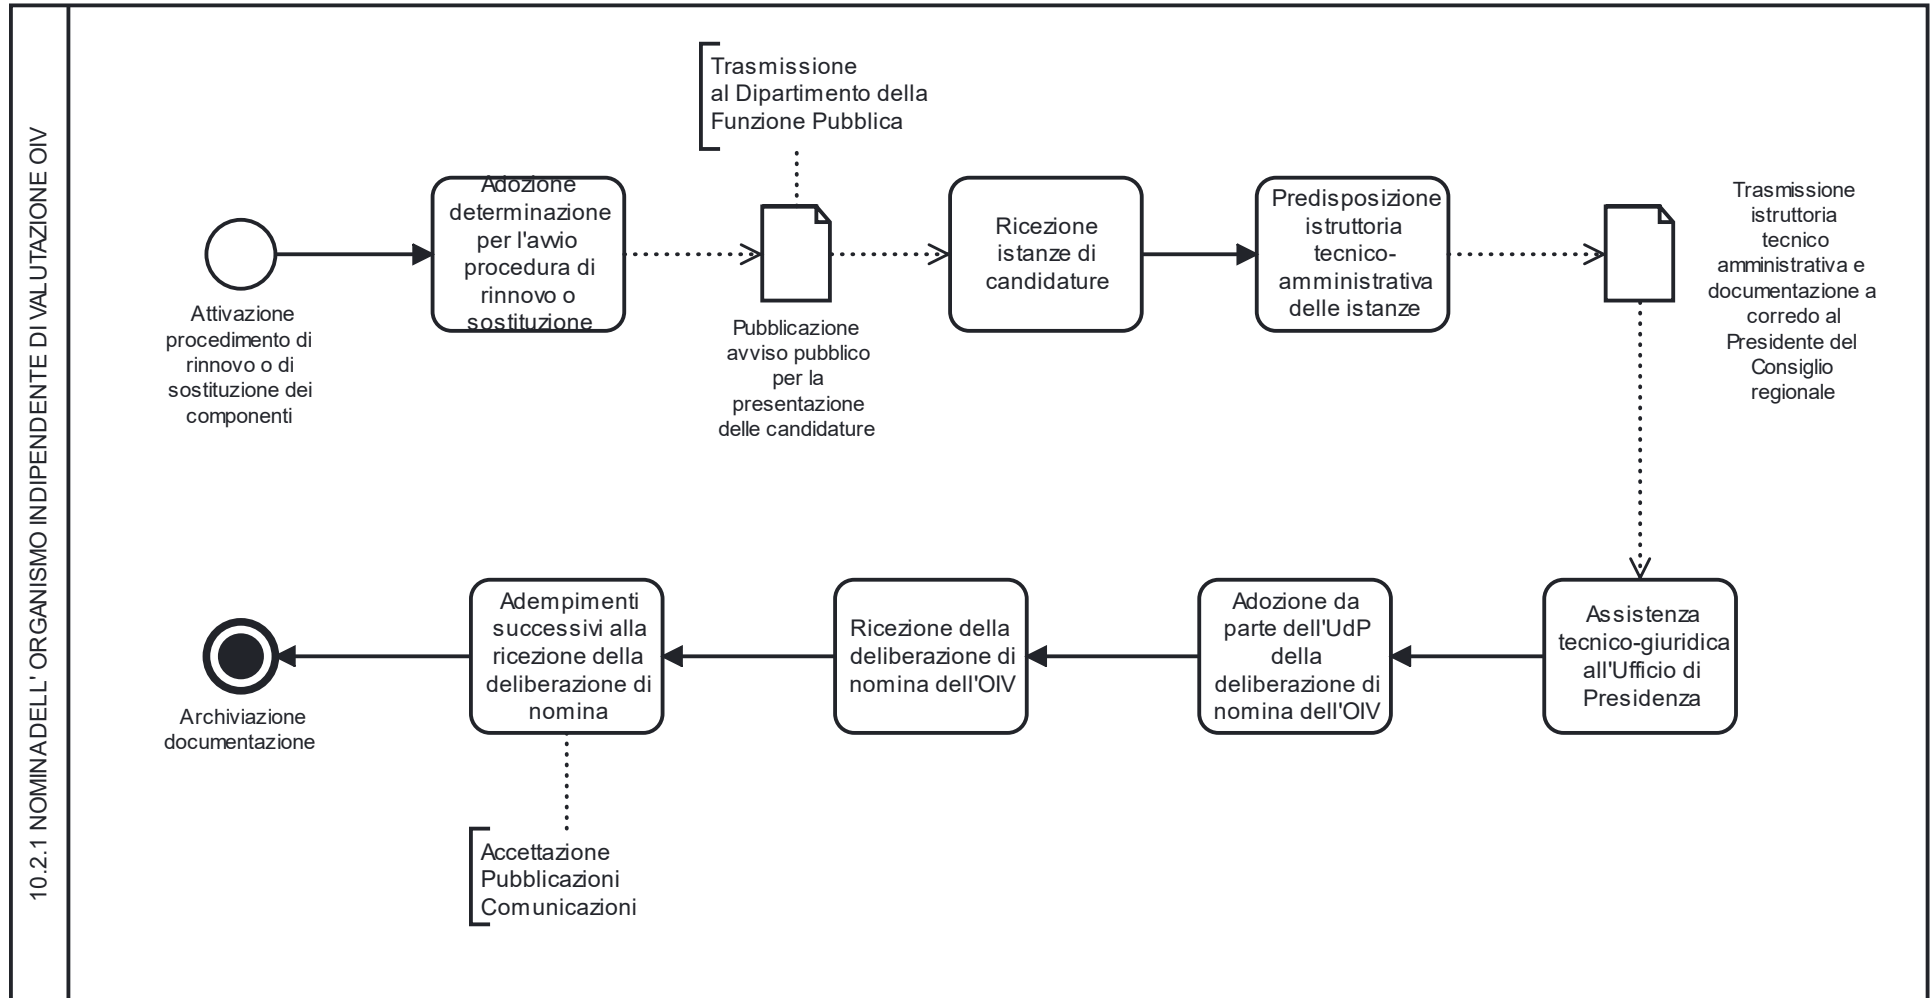 10.2.1 NOMINA DELL' ORGANISMO INDIPENDENTE DI VALUTAZIONE OIV
Trasmissione
al Dipartimento della
Funzione Pubblica
Attivazione
procedimento di
rinnovo o di
sostituzione dei
componenti
Adozione
determinazione
per l'avvio
procedura di
rinnovo o
sostituzione
Pubblicazione
avviso pubblico
per la
presentazione
delle candidature
Ricezione
istanze di
candidature
Predisposizione
istruttoria
tecnico-
amministrativa
delle istanze
Trasmissione
istruttoria
tecnico
amministrativa e
documentazione a
corredo al
Presidente del
Consiglio
regionale
Assistenza
tecnico-giuridica
all'Ufficio di
Presidenza
Adozione da
parte dell'UdP
della
deliberazione di
nomina dell'OIV
Ricezione della
deliberazione di
nomina dell'OIV
Adempimenti
successivi alla
ricezione della
deliberazione di
nomina
Archiviazione
documentazione
Accettazione
Pubblicazioni
Comunicazioni